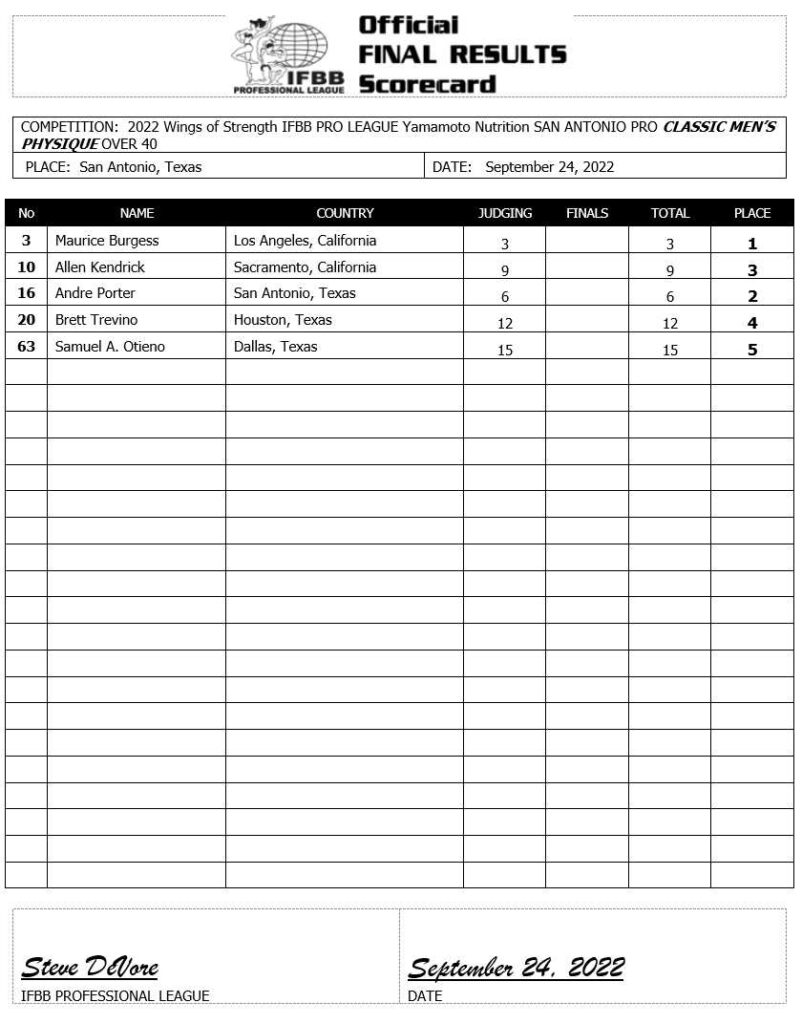 Official
FINAL RESULTS
Scorecard
IFBB
PROFESSIONAL LEAGUE
COMPETITION: 2022 Wings of Strength IFBB PRO LEAGUE Yamamoto Nutrition SAN ANTONIO PRO CLASSIC MEN'S
PHYSIQUE OVER 40
PLACE: San Antonio, Texas DATE: September 24, 2022
No NAME COUNTRY JUDGING FINALS TOTAL PLACE
3 Maurice Burgess Los Angeles, California 3 3 1
10 Allen Kendrick Sacramento, California 9 9 3
16 Andre Porter San Antonio, Texas 6 6 2
20 Brett Trevino Houston, Texas 12 12 4
63 Samuel A. Otieno Dallas, Texas 15 15 5
Steve DeVore September 24, 2022
IFBB PROFESSIONAL LEAGUE DATE